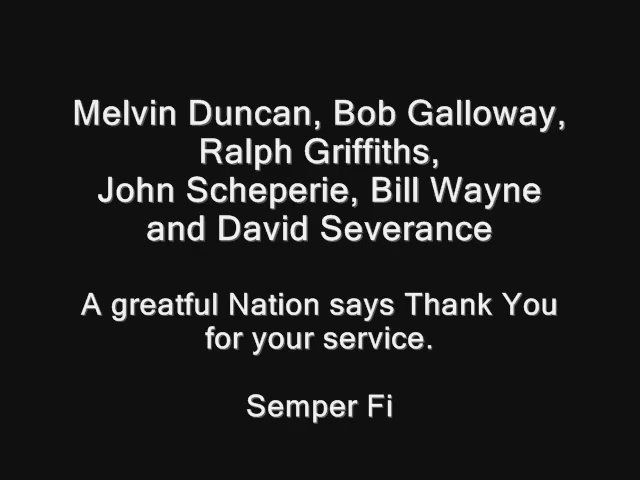 Melvin Duncan, Bob Galloway,
Ralph Griffiths,
John Scheperie, Bill Wayne
and David Severance
A greatful Nation says Thank You
for your service.
Semper Fi